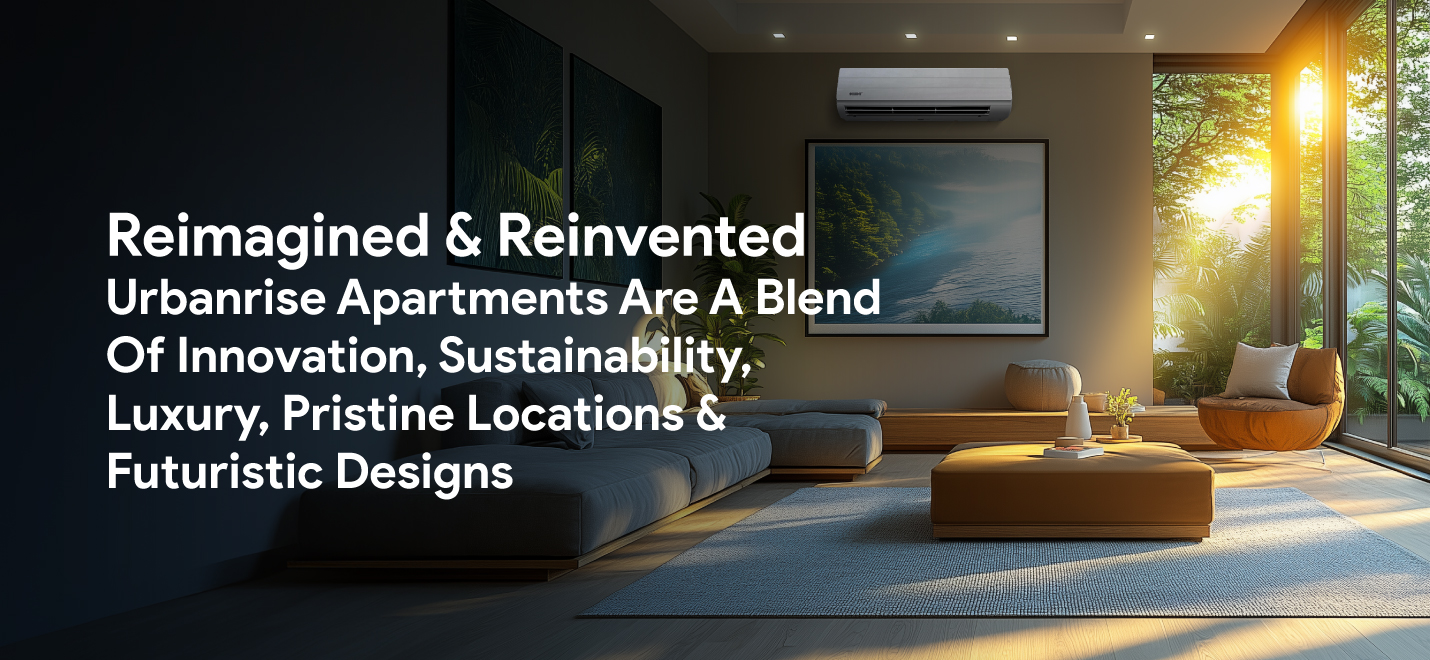 Reimagined & Reinvented
Urbanrise Apartments Are A Blend
Of Innovation, Sustainability,
Luxury, Pristine Locations &
Futuristic Designs